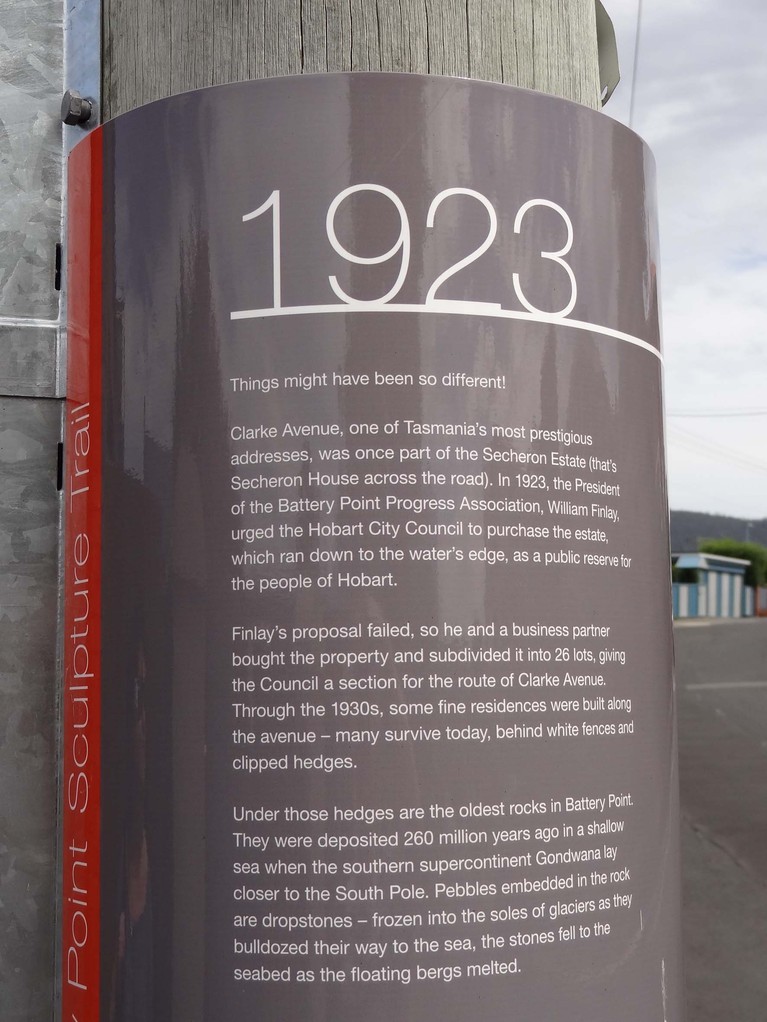 1923
Things might have been so different!
Clarke Avenue, one of Tasmania's most prestigious
addresses, was once part of the Secheron Estate (that's
Secheron House across the road). In 1923, the President
of the Battery Point Progress Association, William Finlay,
urged the Hobart City Council to purchase the estate,
which ran down to the water's edge, as a public reserve for
the people of Hobart.
Finlay's proposal failed, so he and a business partner
bought the property and subdivided it into 26 lots, giving
the Council a section for the route of Clarke Avenue.
Through the 1930s, some fine residences were built along
the avenue – many survive today, behind white fences and
clipped hedges.
Under those hedges are the oldest rocks in Battery Point.
They were deposited 260 million years ago in a shallow
sea when the southern supercontinent Gondwana lay
closer to the South Pole. Pebbles embedded in the rock
are dropstones – frozen into the soles of glaciers as they
bulldozed their way to the sea, the stones fell to the
seabed as the floating bergs melted.
Point Sculpture Trail